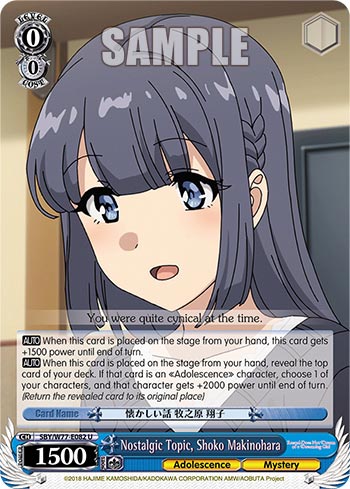 LEVEL
0
0
COST
SAMPLE
You were quite cynical at the time.
AUTO When this card is placed on the stage from your hand, this card gets
+1500 power until end of turn.
AUTO When this card is placed on the stage from your hand, reveal the top
card of your deck. If that card is an <Adolescence> character, choose 1 of
your characters, and that character gets +2000 power until end of turn.
(Return the revealed card to its original place)
Card Name 懐かしい話 牧之原 翔子
CH SBY/W77-E082 U
Nostalgic Topic, Shoko Makinohara
POWER
1500
Adolescence Mystery
©2018 HAJIME KAMOSHIDA/KADOKAWA CORPORATION AMW/AOBUTA Project